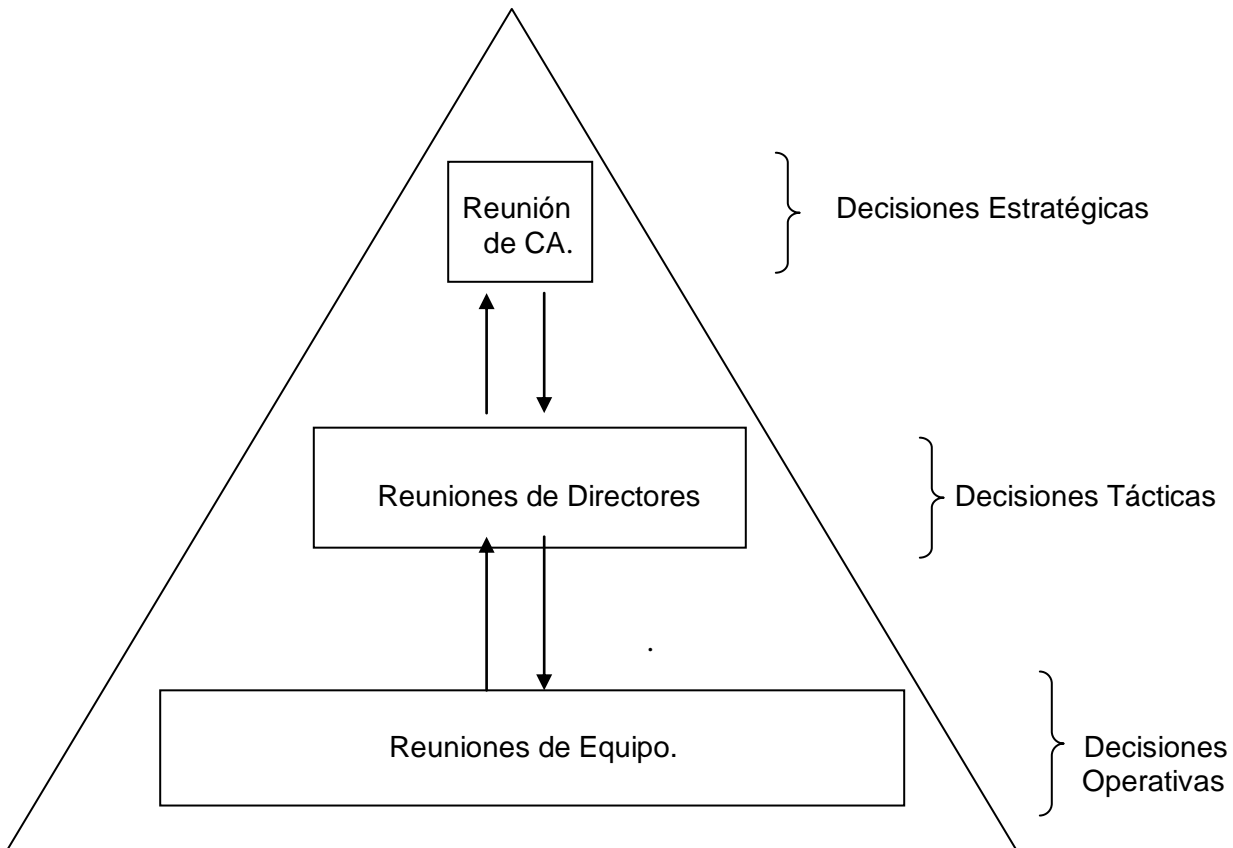 Reunión
de CA.
Decisiones Estratégicas
Reuniones de Directores
Decisiones Tácticas
.
Reuniones de Equipo.
Decisiones
Operativas